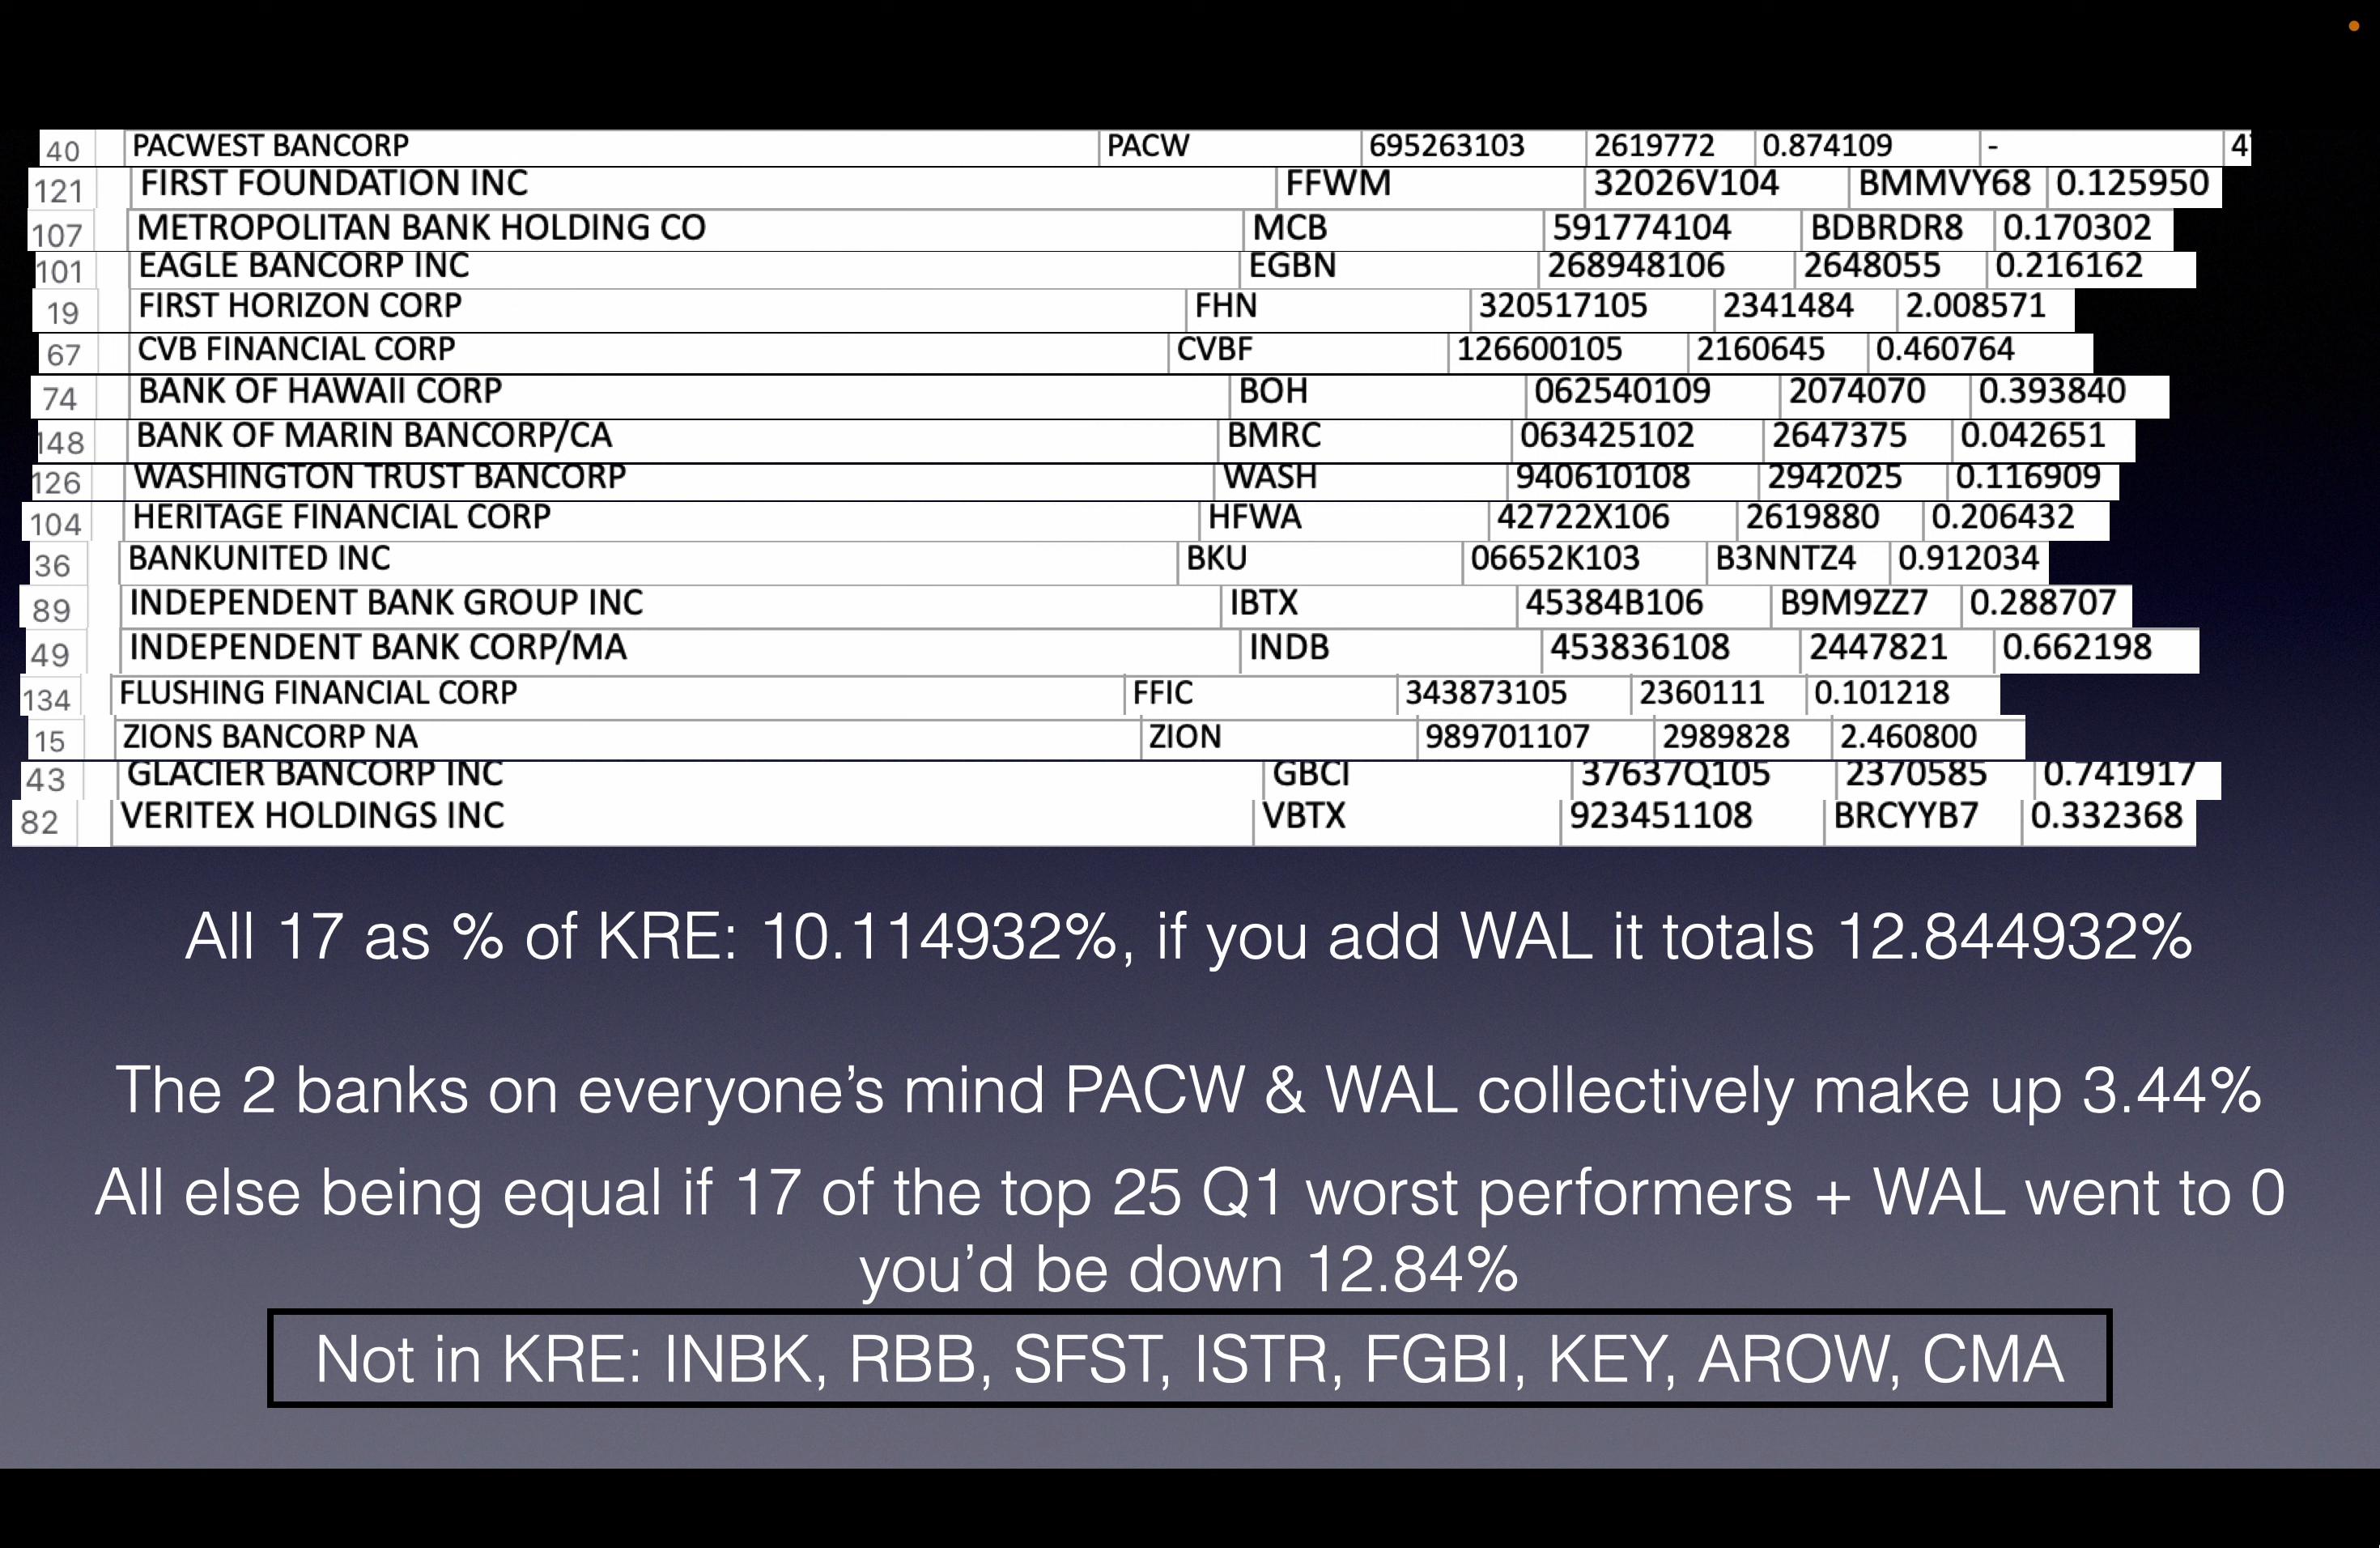 40 PACWEST BANCORP PACW 695263103 2619772 0.874109 - 4
121 FIRST FOUNDATION INC FFWM 32026V104 BMMVY68 0.125950
107 METROPOLITAN BANK HOLDING CO MCB 591774104 BDBRDR8 0.170302
101 EAGLE BANCORP INC EGBN 268948106 2648055 0.216162
19 FIRST HORIZON CORP FHN 320517105 2341484 2.008571
67 CVB FINANCIAL CORP CVBF 126600105 2160645 0.460764
74 BANK OF HAWAII CORP BOH 062540109 2074070 0.393840
148 BANK OF MARIN BANCORP/CA BMRC 063425102 2647375 0.042651
126 WASHINGTON TRUST BANCORP WASH 940610108 2942025 0.116909
104 HERITAGE FINANCIAL CORP HFWA 42722X106 2619880 0.206432
36 BANKUNITED INC BKU 06652K103 B3NNTZ4 0.912034
89 INDEPENDENT BANK GROUP INC IBTX 45384B106 B9M9ZZ7 0.288707
49 INDEPENDENT BANK CORP/MA INDB 453836108 2447821 0.662198
134 FLUSHING FINANCIAL CORP FFIC 343873105 2360111 0.101218
15 ZIONS BANCORP NA ZION 989701107 2989828 2.460800
43 GLACIER BANCORP INC GBCI 37637Q105 2370585 0.741917
82 VERITEX HOLDINGS INC VBTX 923451108 BRCYYB7 0.332368
All 17 as % of KRE: 10.114932%, if you add WAL it totals 12.844932%
The 2 banks on everyone's mind PACW & WAL collectively make up 3.44%
All else being equal if 17 of the top 25 Q1 worst performers + WAL went to 0
you'd be down 12.84%
Not in KRE: INBK, RBB, SFST, ISTR, FGBI, KEY, AROW, CMA